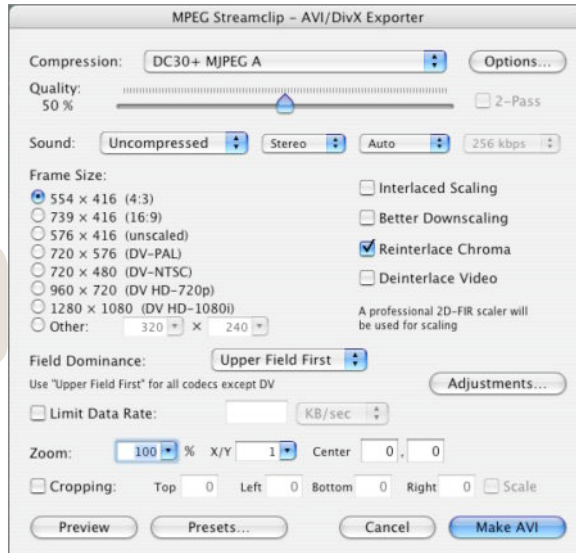 MPEG Streamclip – AVI/DivX Exporter
Compression: DC30+ MJPEG A Options...
Quality:
50 % 2-Pass
Sound: Uncompressed Stereo Auto 256 kbps
Frame Size:
554 × 416 (4:3)
739 × 416 (16:9)
576 × 416 (unscaled)
720 × 576 (DV-PAL)
720 × 480 (DV-NTSC)
960 × 720 (DV HD-720p)
1280 × 1080 (DV HD-1080i)
Other: 320 × 240
Interlaced Scaling
Better Downscaling
Reinterlace Chroma
Deinterlace Video
A professional 2D-FIR scaler will
be used for scaling
Field Dominance: Upper Field First
Use "Upper Field First" for all codecs except DV
Adjustments...
Limit Data Rate: KB/sec
Zoom: 100 % X/Y 1 Center 0 , 0
Cropping: Top 0 Left 0 Bottom 0 Right 0 Scale
Preview Presets... Cancel Make AVI